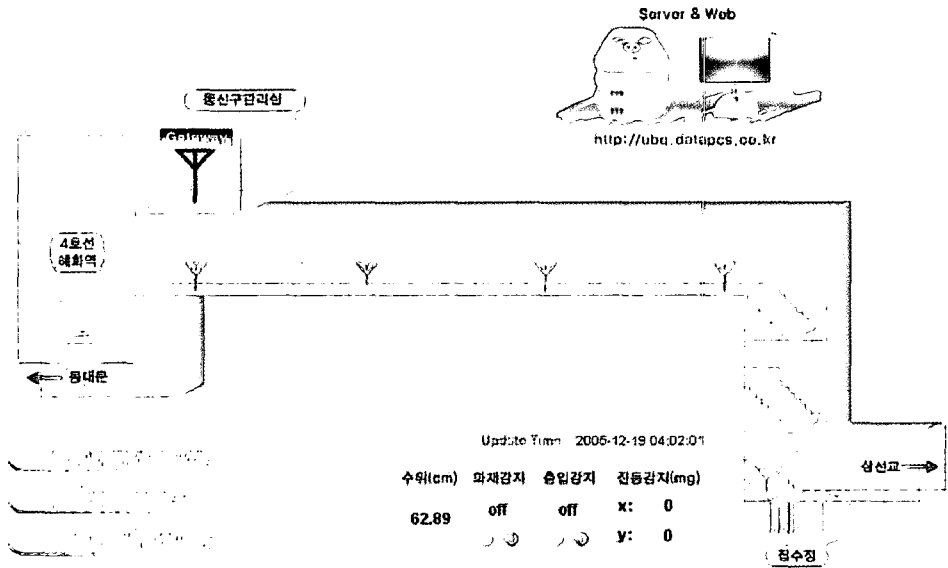 Server & Web
http://ubq.datapcs.co.kr
통신구관리실
Gateway
4호선
혜화역
동대문
Update Time 2005-12-19 04:02:01
수위(cm) 화재감지 출입감지 진동감지(mg)
62.89 off off x: 0
y: 0
삼선교
집수정